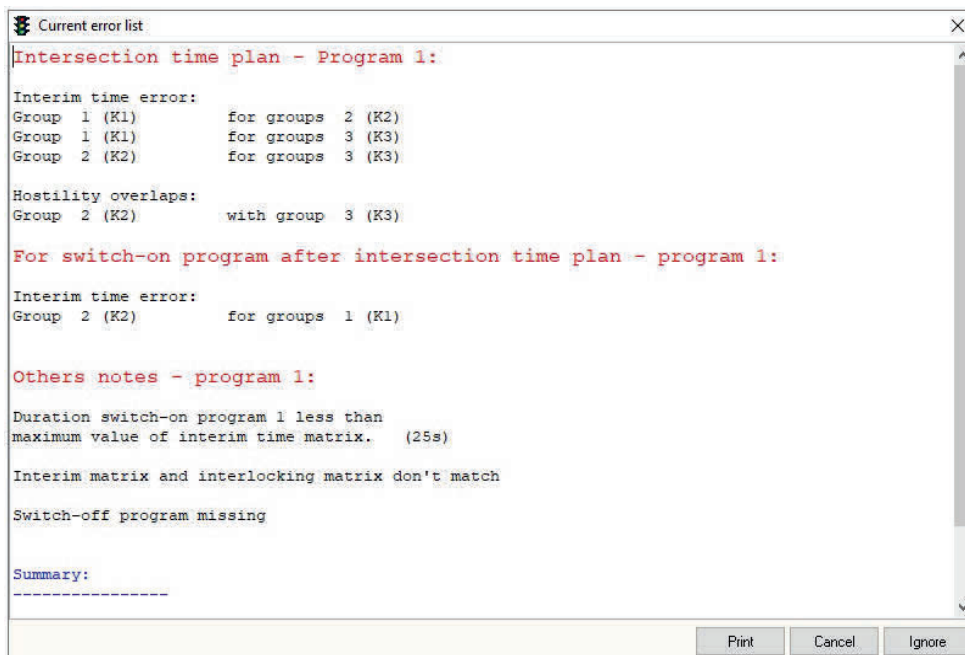 Current error list
Intersection time plan - Program 1:
Interim time error:
Group 1 (K1) for groups 2 (K2)
Group 1 (K1) for groups 3 (K3)
Group 2 (K2) for groups 3 (K3)
Hostility overlaps:
Group 2 (K2) with group 3 (K3)
For switch-on program after intersection time plan - program 1:
Interim time error:
Group 2 (K2) for groups 1 (K1)
Others notes - program 1:
Duration switch-on program 1 less than
maximum value of interim time matrix. (25s)
Interim matrix and interlocking matrix don't match
Switch-off program missing
Summary:
----------------
Print Cancel Ignore